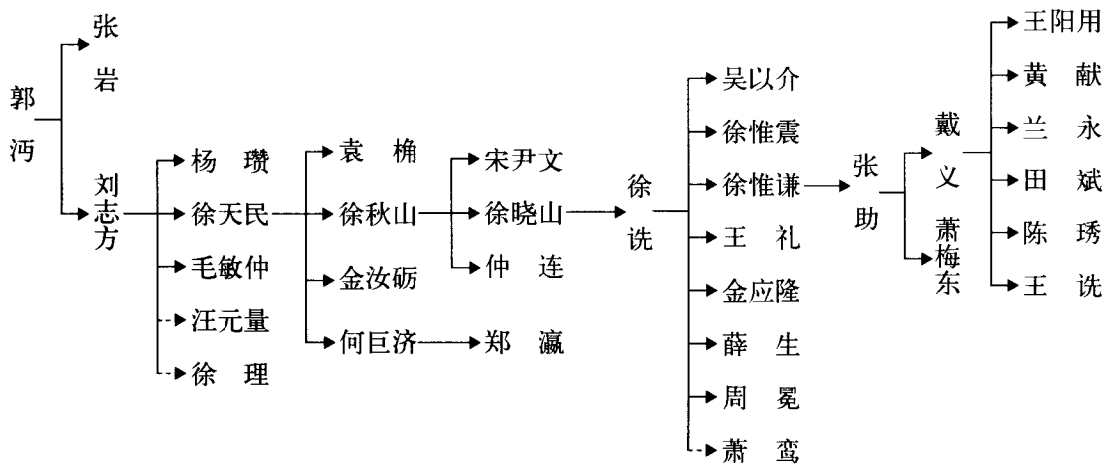 郭沔
张岩
刘志方
杨瓒
徐天民
毛敏仲
汪元量
徐理
袁桷
徐秋山
金汝砺
何巨济
宋尹文
徐晓山
仲连
郑瀛
徐诜
吴以介
徐惟震
徐惟谦
王礼
金应隆
薛生
周冕
萧鸾
张助
戴义
萧梅东
王阳用
黄献
兰永
田斌
陈琇
王诜